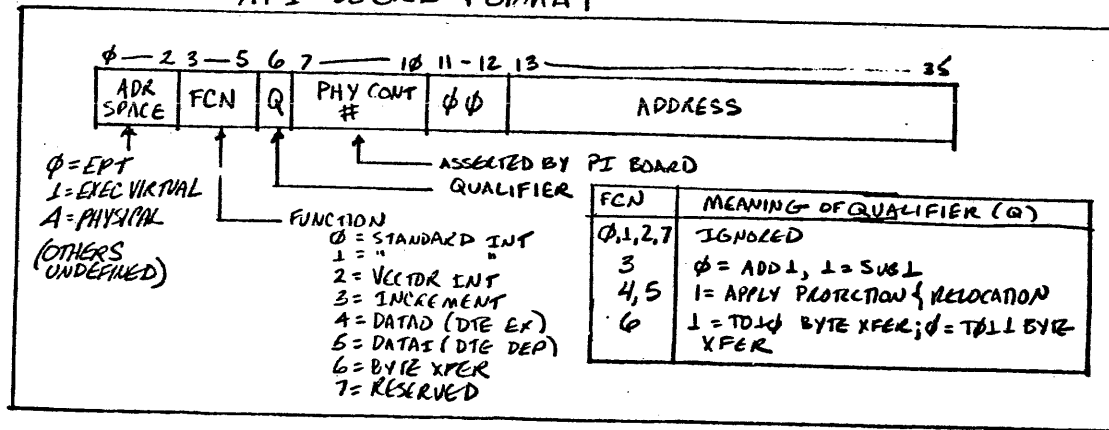 API WORD FORMAT
φ — 2 3 — 5 6 7 — 1φ 11 - 12 13 — 35
ADR SPACE FCN Q PHY CONT # φφ ADDRESS
φ = EPT
1 = EXEC VIRTUAL
4 = PHYSICAL
(OTHERS UNDEFINED)
ASSERTED BY PI BOARD
QUALIFIER
FUNCTION
φ = STANDARD INT
1 = " "
2 = VECTOR INT
3 = INCREMENT
4 = DATAO (DTE EX)
5 = DATAI (DTE DEP)
6 = BYTE XFER
7 = RESERVED
FCN MEANING OF QUALIFIER (Q)
φ,1,2,7 IGNORED
3 φ = ADD 1, 1 = SUB 1
4,5 1 = APPLY PROTECTION & RELOCATION
6 1 = TO 1φ BYTE XFER; φ = TO 11 BYTE
XFER